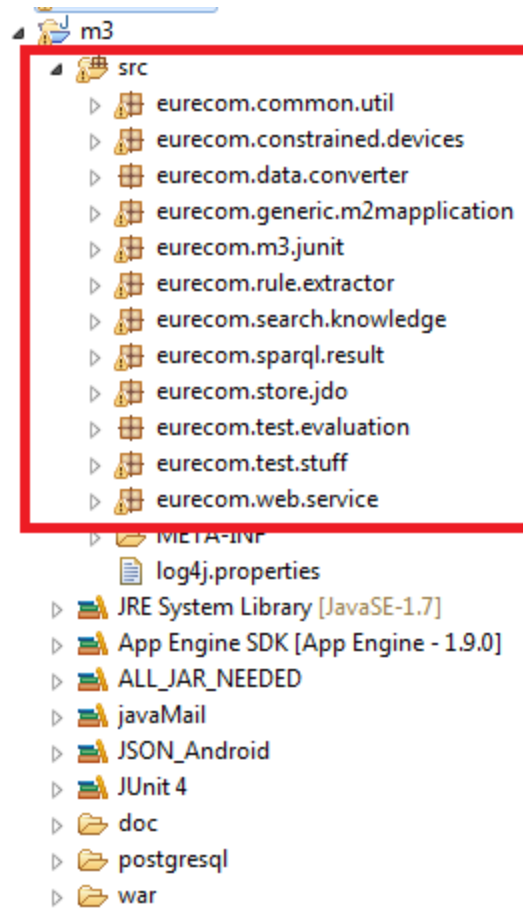 m3
src
eurecom.common.util
eurecom.constrained.devices
eurecom.data.converter
eurecom.generic.m2mapplication
eurecom.m3.junit
eurecom.rule.extractor
eurecom.search.knowledge
eurecom.sparql.result
eurecom.store.jdo
eurecom.test.evaluation
eurecom.test.stuff
eurecom.web.service
META-INF
log4j.properties
JRE System Library [JavaSE-1.7]
App Engine SDK [App Engine - 1.9.0]
ALL_JAR_NEEDED
javaMail
JSON_Android
JUnit 4
doc
postgresql
war